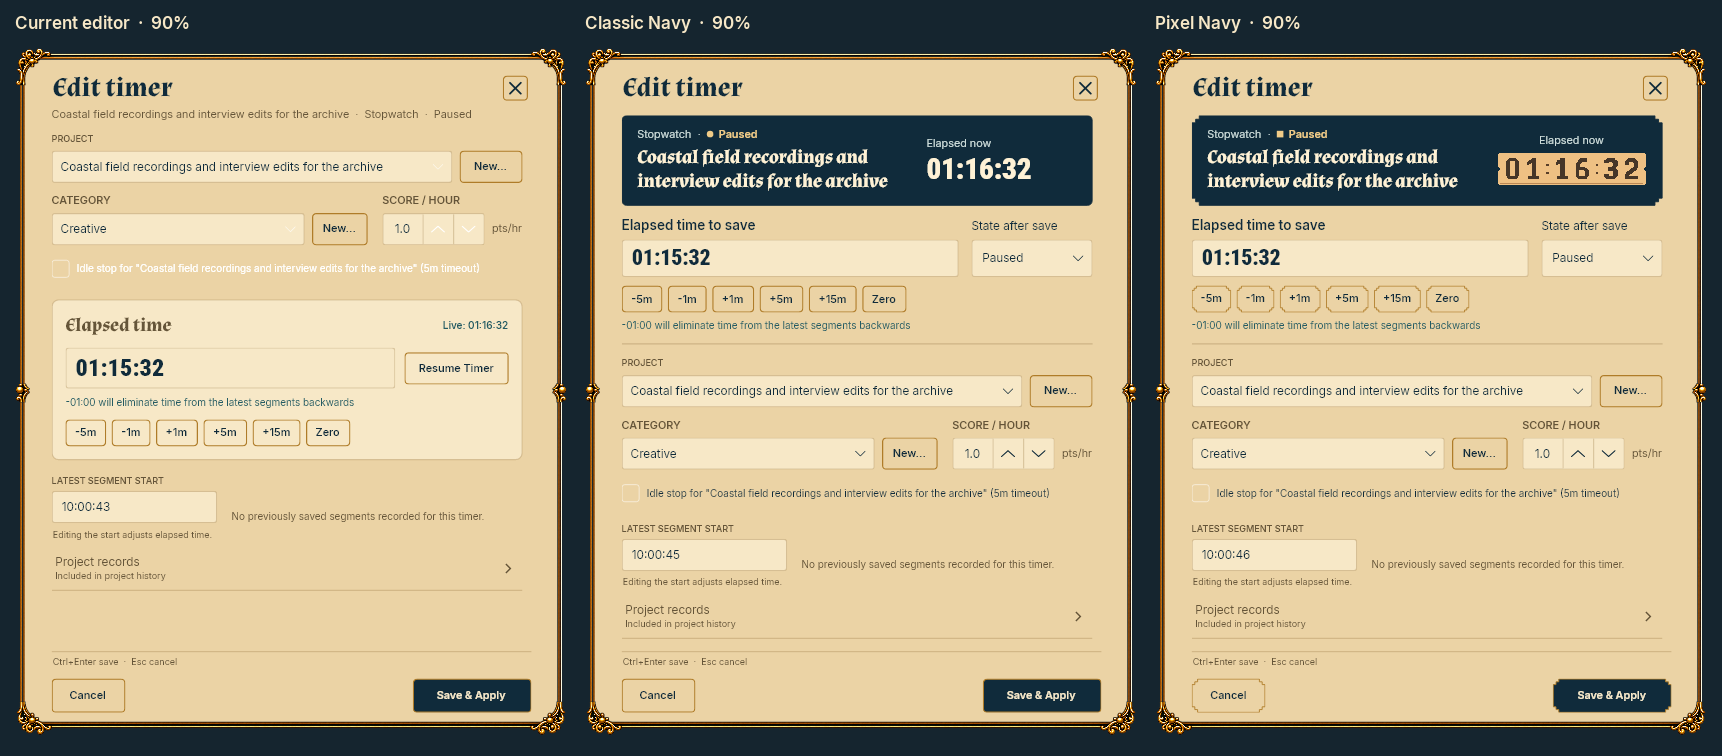 Current editor · 90%
Edit timer
Coastal field recordings and interview edits for the archive · Stopwatch · Paused
PROJECT
Coastal field recordings and interview edits for the archive
New...
CATEGORY
SCORE / HOUR
Creative
New...
1.0
pts/hr
Idle stop for "Coastal field recordings and interview edits for the archive" (5m timeout)
Elapsed time
Live: 01:16:32
01:15:32
Resume Timer
-01:00 will eliminate time from the latest segments backwards
-5m
-1m
+1m
+5m
+15m
Zero
LATEST SEGMENT START
10:00:43
No previously saved segments recorded for this timer.
Editing the start adjusts elapsed time.
Project records
Included in project history
Ctrl+Enter save · Esc cancel
Cancel
Save & Apply
Classic Navy · 90%
Edit timer
Stopwatch · Paused
Coastal field recordings and
interview edits for the archive
Elapsed now
01:16:32
Elapsed time to save
State after save
01:15:32
Paused
-5m
-1m
+1m
+5m
+15m
Zero
-01:00 will eliminate time from the latest segments backwards
PROJECT
Coastal field recordings and interview edits for the archive
New...
CATEGORY
SCORE / HOUR
Creative
New...
1.0
pts/hr
Idle stop for "Coastal field recordings and interview edits for the archive" (5m timeout)
LATEST SEGMENT START
10:00:45
No previously saved segments recorded for this timer.
Editing the start adjusts elapsed time.
Project records
Included in project history
Ctrl+Enter save · Esc cancel
Cancel
Save & Apply
Pixel Navy · 90%
Edit timer
Stopwatch · Paused
Coastal field recordings and
interview edits for the archive
Elapsed now
01:16:32
Elapsed time to save
State after save
01:15:32
Paused
-5m
-1m
+1m
+5m
+15m
Zero
-01:00 will eliminate time from the latest segments backwards
PROJECT
Coastal field recordings and interview edits for the archive
New...
CATEGORY
SCORE / HOUR
Creative
New...
1.0
pts/hr
Idle stop for "Coastal field recordings and interview edits for the archive" (5m timeout)
LATEST SEGMENT START
10:00:46
No previously saved segments recorded for this timer.
Editing the start adjusts elapsed time.
Project records
Included in project history
Ctrl+Enter save · Esc cancel
Cancel
Save & Apply